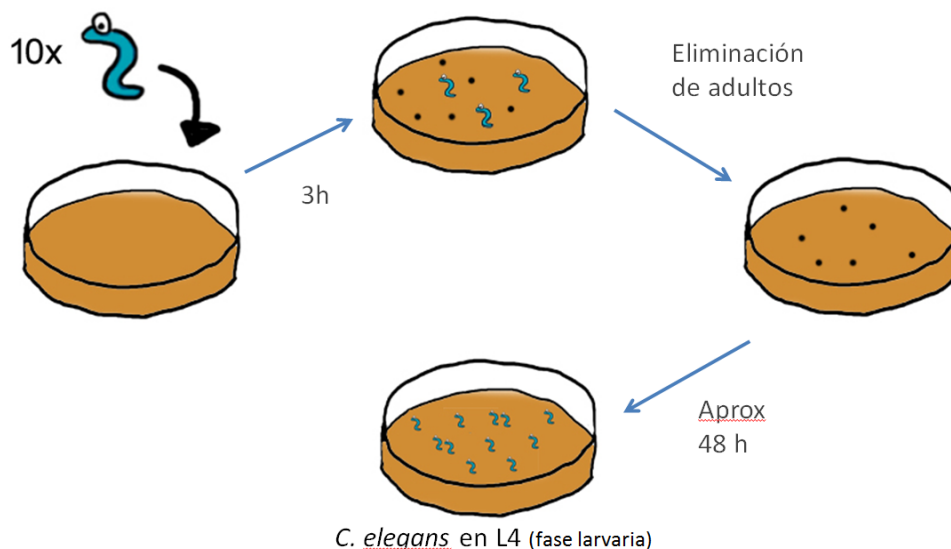 10x
3h
Eliminación
de adultos
Aprox
48 h
C. elegans en L4 (fase larvaria)